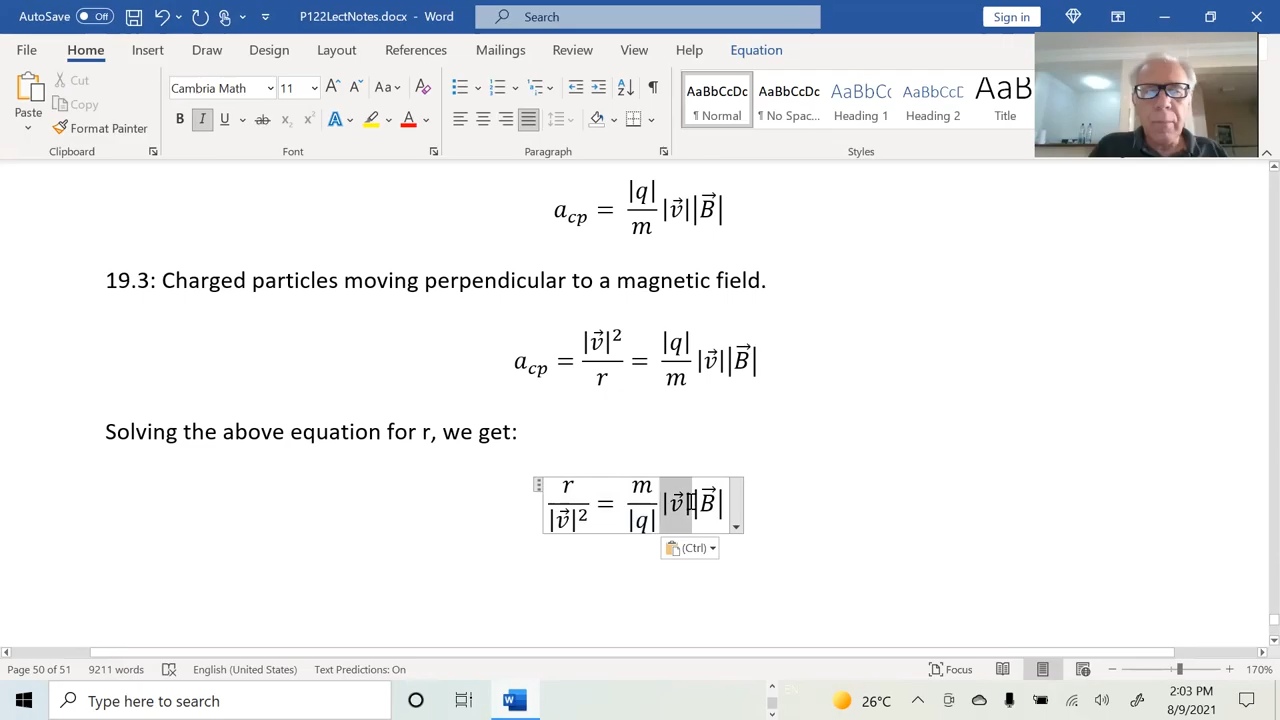 AutoSave Off P122LectNotes.docx - Word Search Sign in
File Home Insert Draw Design Layout References Mailings Review View Help Equation
Paste Cut Copy Format Painter
Cambria Math 11
AaBbCcDc AaBbCcDc AaBbCc AaBbCcD AaB
¶ Normal ¶ No Spac... Heading 1 Heading 2 Title
Clipboard Font Paragraph Styles
a_cp = |q|/m |v⃗||B⃗|
19.3: Charged particles moving perpendicular to a magnetic field.
a_cp = |v⃗|²/r = |q|/m |v⃗||B⃗|
Solving the above equation for r, we get:
r/|v⃗|² = m/|q| |v⃗||B⃗|
(Ctrl)
Page 50 of 51 9211 words English (United States) Text Predictions: On Focus 170%
Type here to search 26°C 2:03 PM
8/9/2021